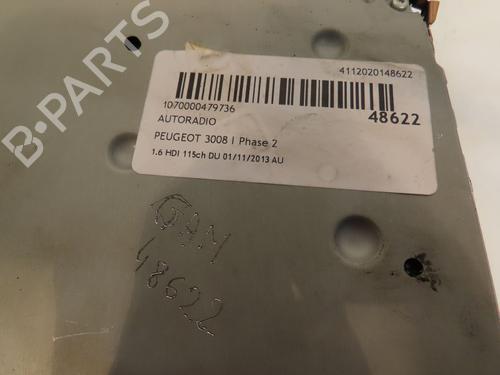 4112020148622
1070000479736
48622
AUTORADIO
PEUGEOT 3008 I Phase 2
1.6 HDI 115ch DU 01/11/2013 AU
B-PARTS
GAM
48622